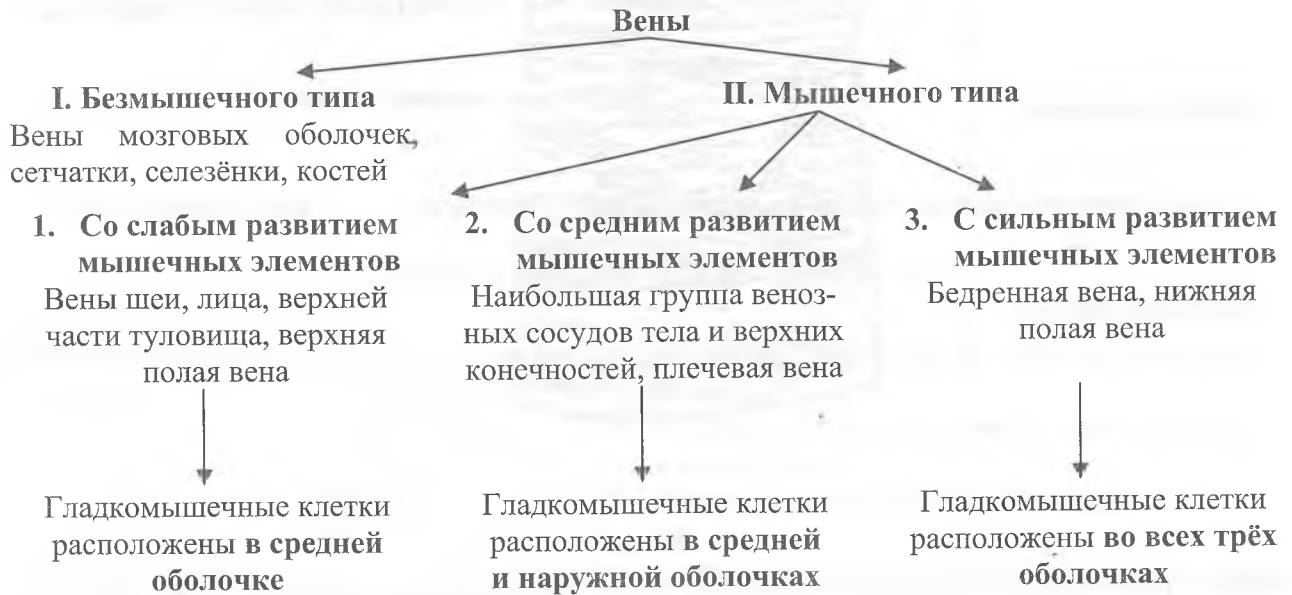 Вены
I. Безмышечного типа
Вены мозговых оболочек,
сетчатки, селезёнки, костей
II. Мышечного типа
1. Со слабым развитием
мышечных элементов
Вены шеи, лица, верхней
части туловища, верхняя
полая вена
Гладкомышечные клетки
расположены в средней
оболочке
2. Со средним развитием
мышечных элементов
Наибольшая группа веноз-
ных сосудов тела и верхних
конечностей, плечевая вена
Гладкомышечные клетки
расположены в средней
и наружной оболочках
3. С сильным развитием
мышечных элементов
Бедренная вена, нижняя
полая вена
Гладкомышечные клетки
расположены во всех трёх
оболочках